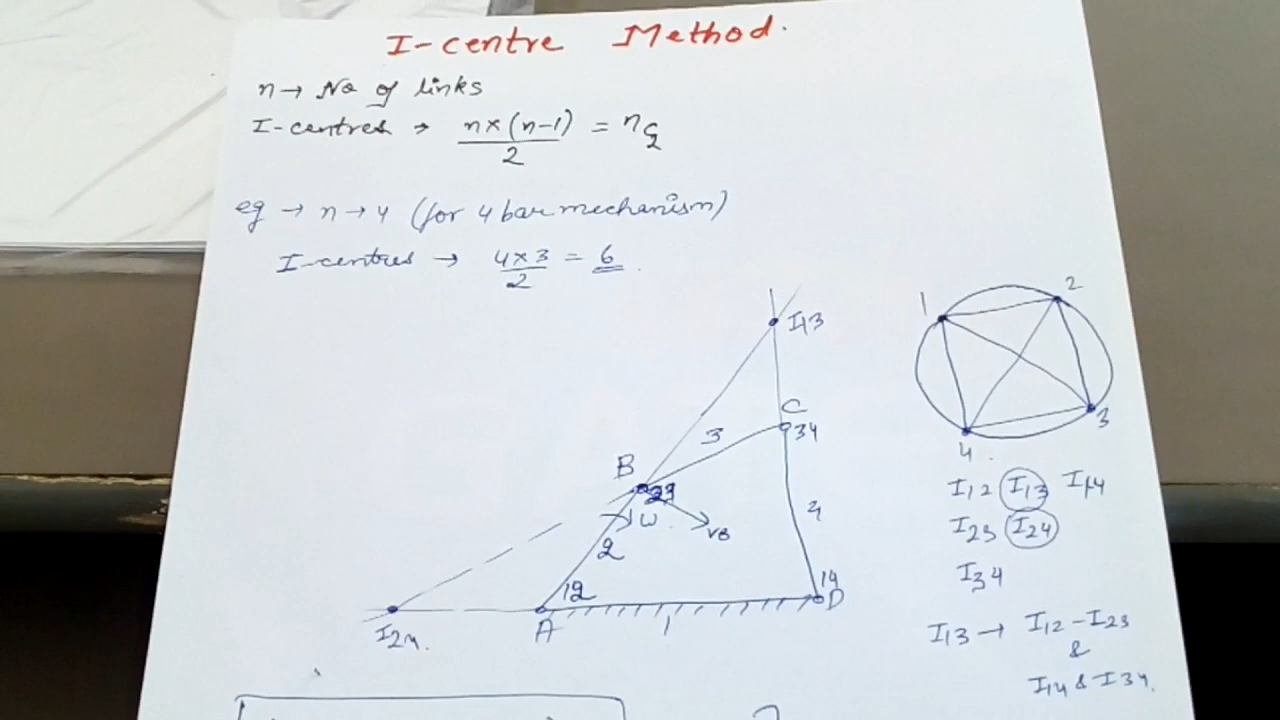 I-centre Method.
n → No of links
I-centres → n×(n-1)/2 = nC2
eg → n → 4 (for 4 bar mechanism)
I-centres → 4×3/2 = 6
I13
C
34
3
B
23
ω
VB
2
4
12
14
D
A
1
I24
1
2
3
4
I12 I13 I14
I23 I24
I34
I13 → I12 - I23
&
I14 & I34